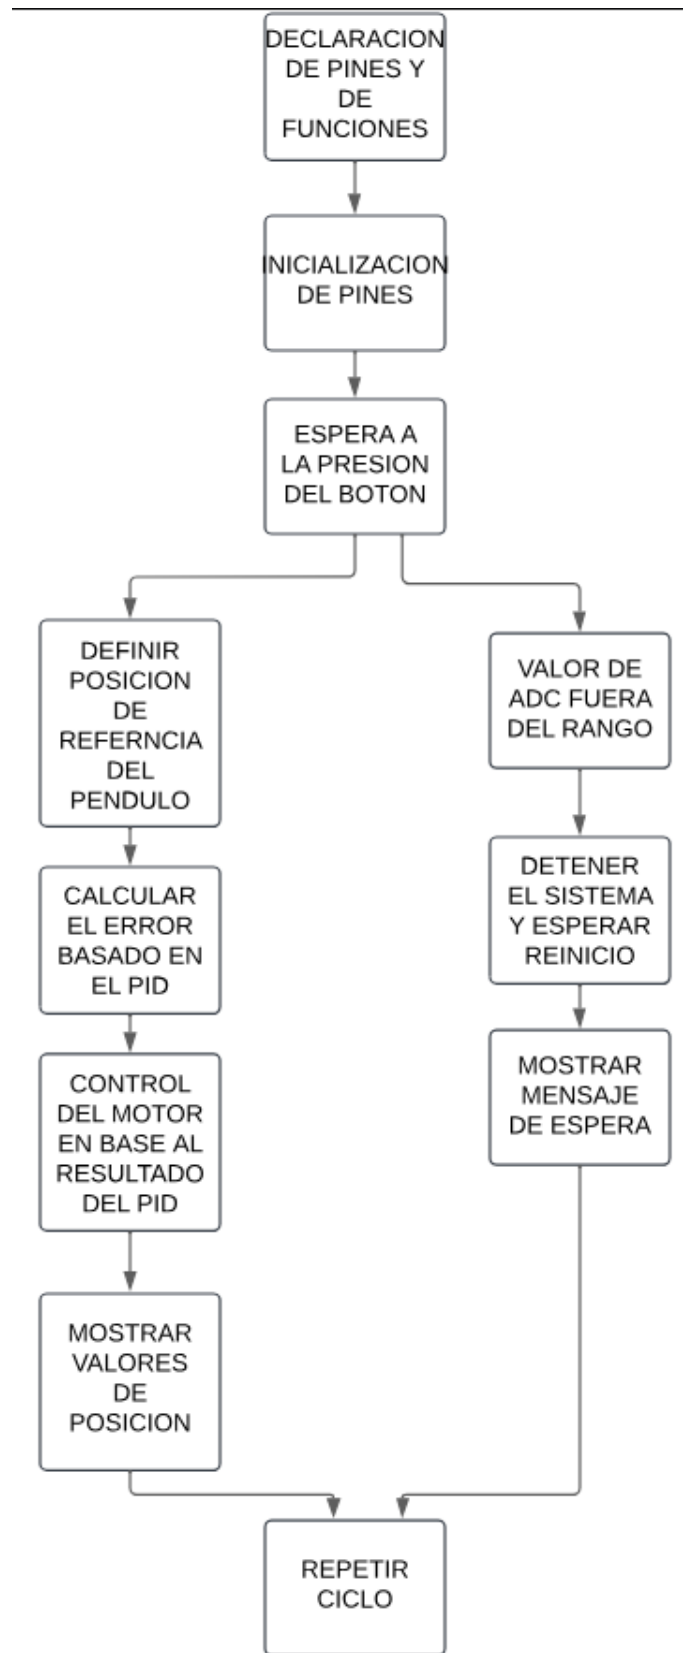 DECLARACION
DE PINES Y
DE
FUNCIONES
INICIALIZACION
DE PINES
ESPERA A
LA PRESION
DEL BOTON
DEFINIR
POSICION
DE
REFERNCIA
DEL
PENDULO
CALCULAR
EL ERROR
BASADO EN
EL PID
CONTROL
DEL MOTOR
EN BASE AL
RESULTADO
DEL PID
MOSTRAR
VALORES
DE
POSICION
VALOR DE
ADC FUERA
DEL RANGO
DETENER
EL SISTEMA
Y ESPERAR
REINICIO
MOSTRAR
MENSAJE
DE ESPERA
REPETIR
CICLO